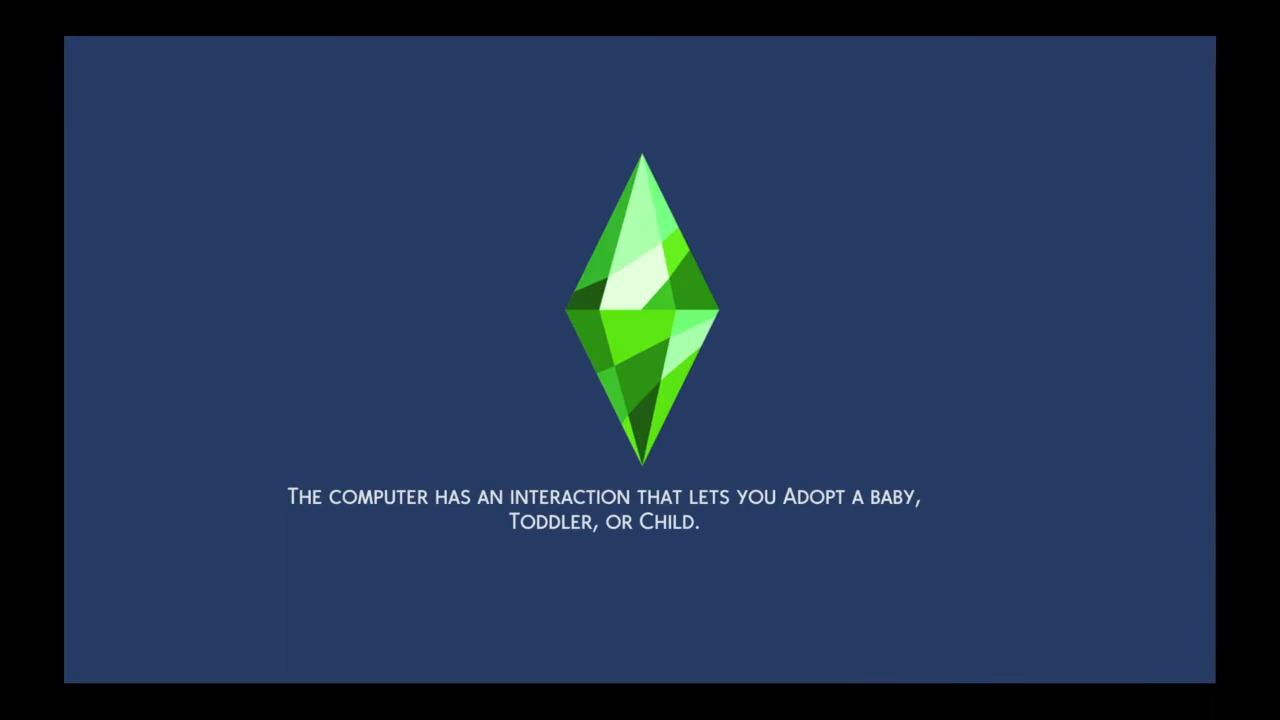 The computer has an interaction that lets you Adopt a baby,
Toddler, or Child.